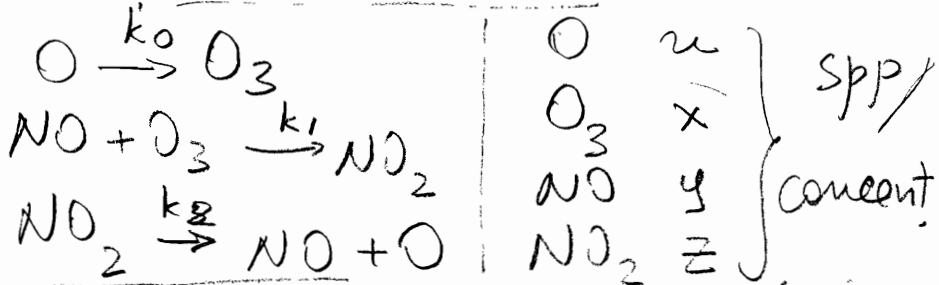 O →k₀ O₃
NO + O₃ →k₁ NO₂
NO₂ →k₂ NO + O
O u
O₃ x
NO y
NO₂ z
spp/
concent.